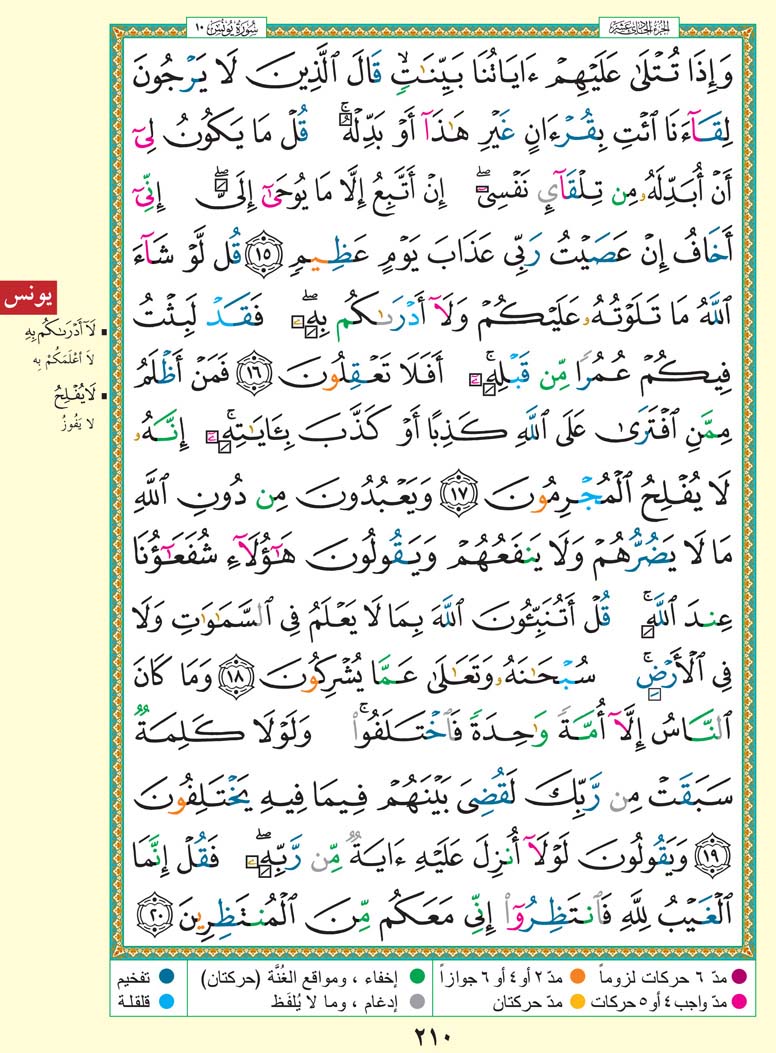 الجزء الحادي عشر
سورة يونس ١٠
وَإِذَا تُتْلَىٰ عَلَيْهِمْ ءَايَاتُنَا بَيِّنَٰتٍۙ قَالَ ٱلَّذِينَ لَا يَرْجُونَ
لِقَآءَنَا ٱئْتِ بِقُرْءَانٍ غَيْرِ هَٰذَآ أَوْ بَدِّلْهُۚ قُلْ مَا يَكُونُ لِىٓ
أَنْ أُبَدِّلَهُۥ مِن تِلْقَآئِ نَفْسِىٓۖ إِنْ أَتَّبِعُ إِلَّا مَا يُوحَىٰٓ إِلَىَّۖ إِنِّىٓ
أَخَافُ إِنْ عَصَيْتُ رَبِّى عَذَابَ يَوْمٍ عَظِيمٍ ١٥ قُل لَّوْ شَآءَ
ٱللَّهُ مَا تَلَوْتُهُۥ عَلَيْكُمْ وَلَآ أَدْرَىٰكُم بِهِۦۖ فَقَدْ لَبِثْتُ
فِيكُمْ عُمُرًا مِّن قَبْلِهِۦٓۚ أَفَلَا تَعْقِلُونَ ١٦ فَمَنْ أَظْلَمُ
مِمَّنِ ٱفْتَرَىٰ عَلَى ٱللَّهِ كَذِبًا أَوْ كَذَّبَ بِـَٔايَٰتِهِۦٓۚ إِنَّهُۥ
لَا يُفْلِحُ ٱلْمُجْرِمُونَ ١٧ وَيَعْبُدُونَ مِن دُونِ ٱللَّهِ
مَا لَا يَضُرُّهُمْ وَلَا يَنفَعُهُمْ وَيَقُولُونَ هَٰٓؤُلَآءِ شُفَعَٰٓؤُنَا
عِندَ ٱللَّهِۚ قُلْ أَتُنَبِّـُٔونَ ٱللَّهَ بِمَا لَا يَعْلَمُ فِى ٱلسَّمَٰوَٰتِ وَلَا
فِى ٱلْأَرْضِۚ سُبْحَٰنَهُۥ وَتَعَٰلَىٰ عَمَّا يُشْرِكُونَ ١٨ وَمَا كَانَ
ٱلنَّاسُ إِلَّآ أُمَّةً وَٰحِدَةً فَٱخْتَلَفُوا۟ۚ وَلَوْلَا كَلِمَةٌ
سَبَقَتْ مِن رَّبِّكَ لَقُضِىَ بَيْنَهُمْ فِيمَا فِيهِ يَخْتَلِفُونَ
١٩ وَيَقُولُونَ لَوْلَآ أُنزِلَ عَلَيْهِ ءَايَةٌ مِّن رَّبِّهِۦۖ فَقُلْ إِنَّمَا
ٱلْغَيْبُ لِلَّهِ فَٱنتَظِرُوٓا۟ إِنِّى مَعَكُم مِّنَ ٱلْمُنتَظِرِينَ ٢٠
يونس
لَآ أَدْرَىٰكُم بِهِ
لا أعْلَمَكُمْ به
لَا يُفْلِحُ
لا يَفُوزُ
مدّ ٦ حركات لزوماً
مدّ ٢ أو ٤ أو ٦ جوازاً
إخفاء ، ومواقع الغُنَّة (حركتان)
تفخيم
مدّ واجب ٤ أو ٥ حركات
مدّ حركتان
إدغام ، وما لا يُلفَظ
قلقلة
٢١٠